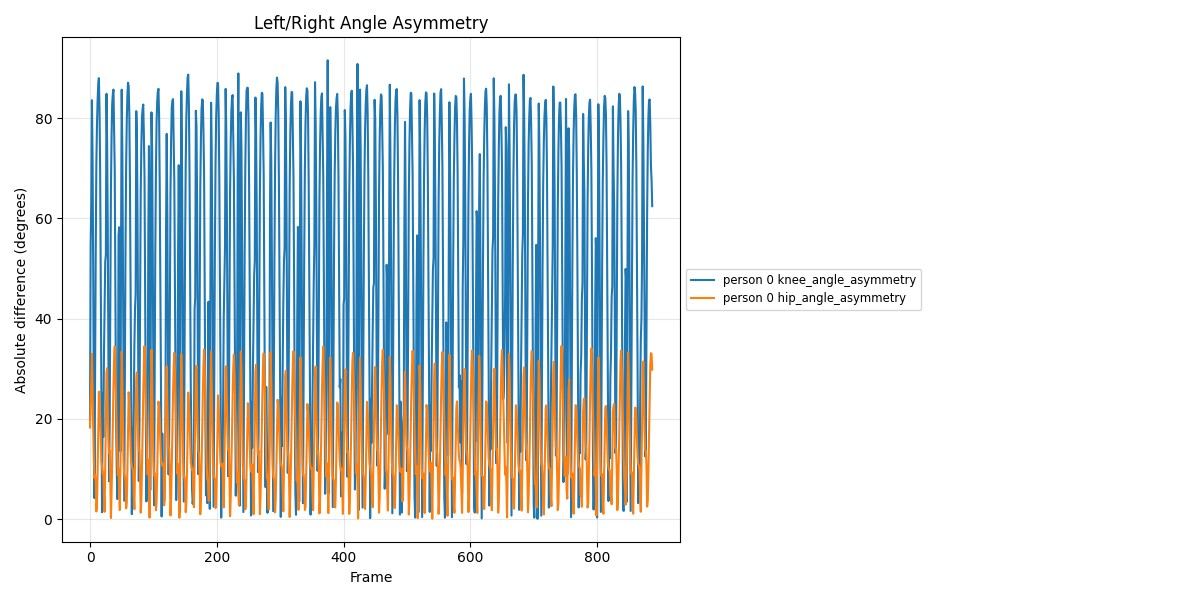 Left/Right Angle Asymmetry
Absolute difference (degrees)
80
60
40
20
0
0 200 400 600 800
Frame
person 0 knee_angle_asymmetry
person 0 hip_angle_asymmetry